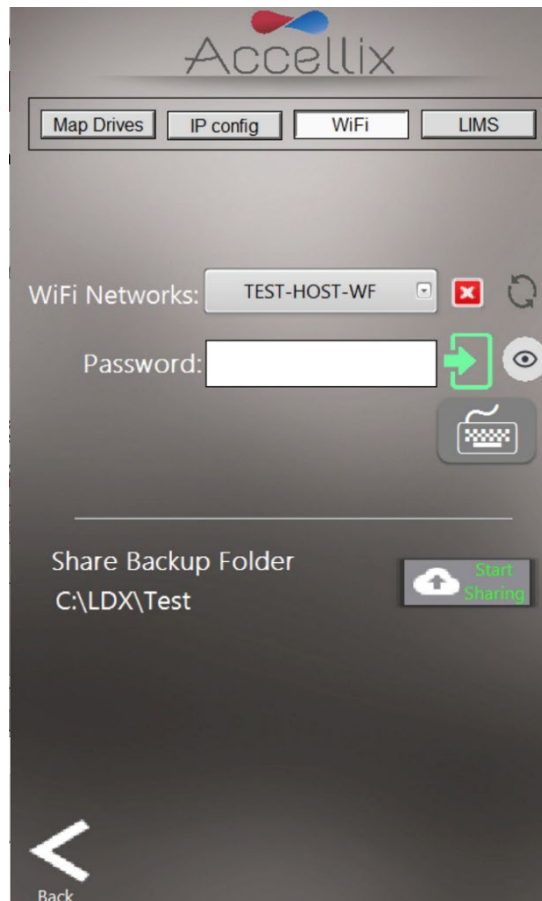 Accellix
Map Drives IP config WiFi LIMS
WiFi Networks: TEST-HOST-WF
Password:
Share Backup Folder
C:\LDX\Test
Start
Sharing
Back